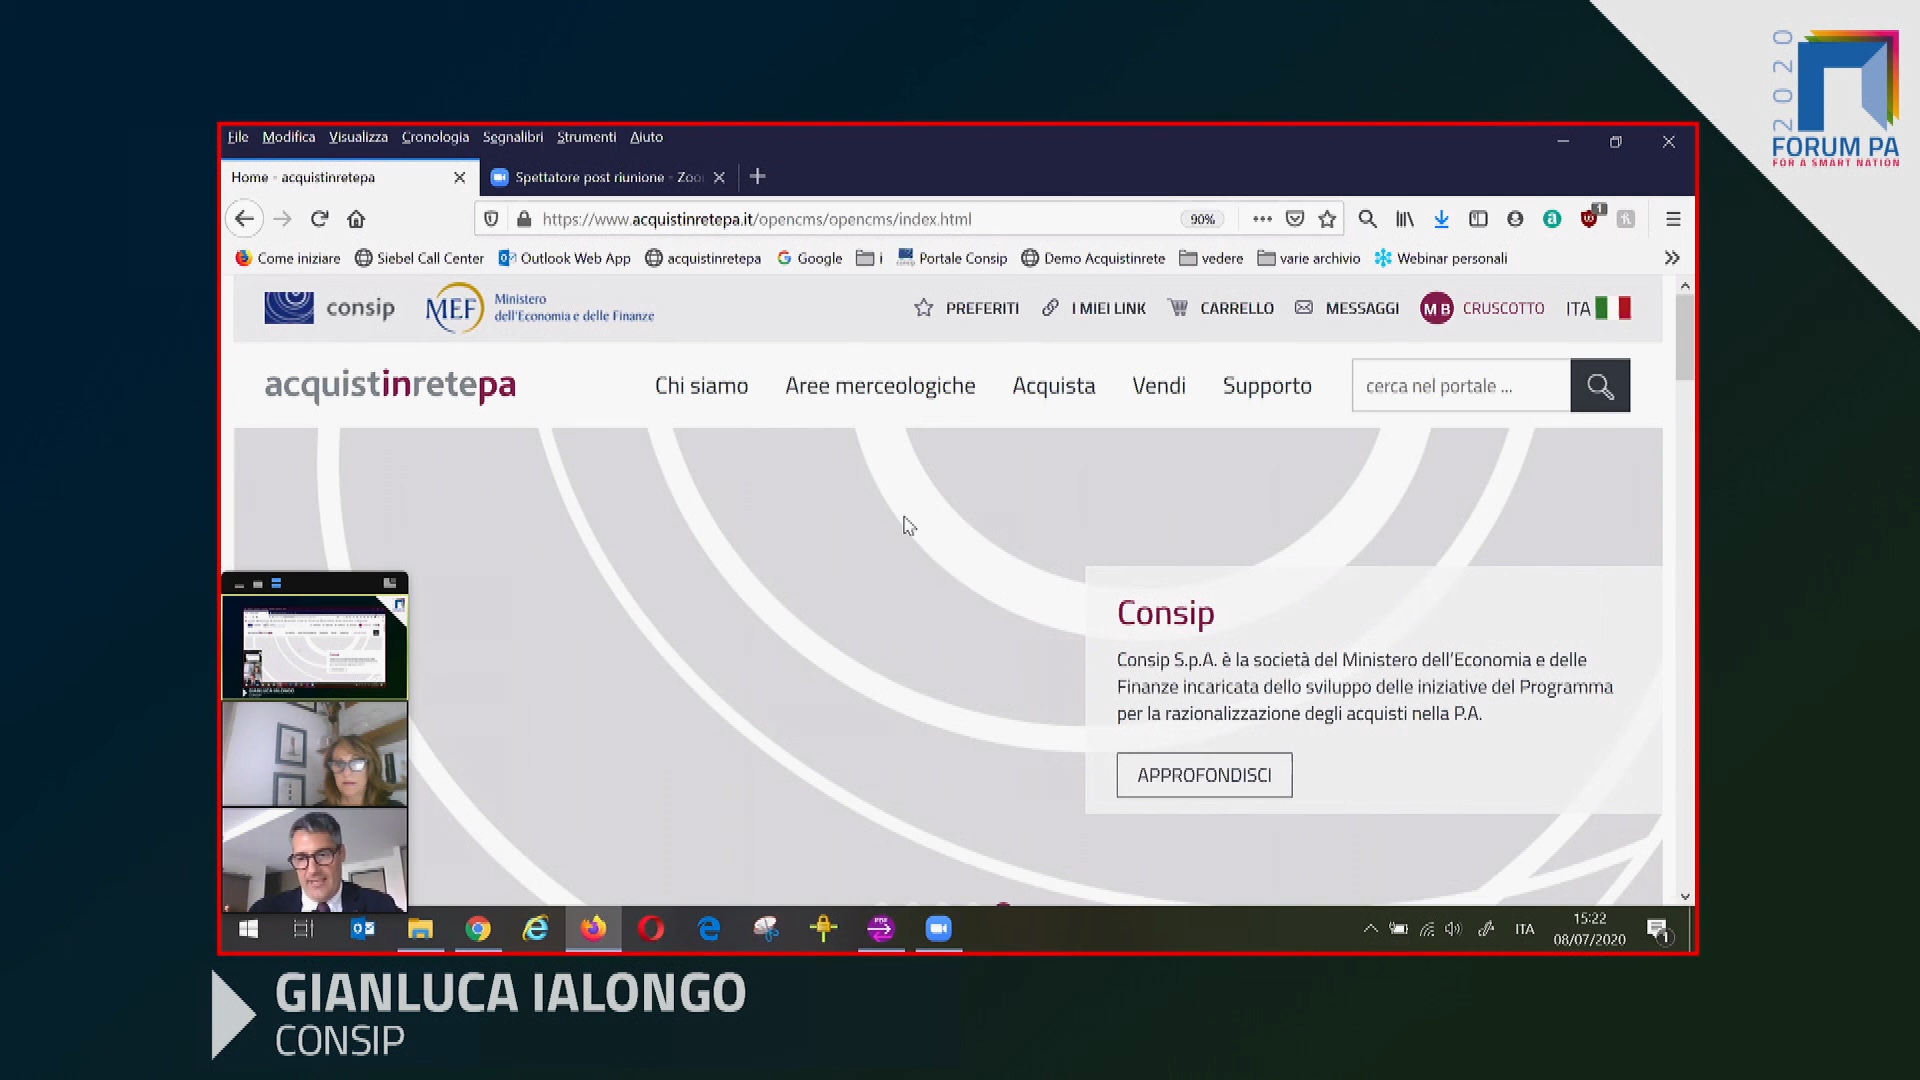 2020
FORUM PA
FOR A SMART NATION
File Modifica Visualizza Cronologia Segnalibri Strumenti Aiuto
Home - acquistinretepa
Spettatore post riunione - Zoo
https://www.acquistinretepa.it/opencms/opencms/index.html
90%
1
Come iniziare Siebel Call Center Outlook Web App acquistinretepa Google i Portale Consip Demo Acquistinrete vedere varie archivio Webinar personali
consip
MEF
Ministero
dell'Economia e delle Finanze
PREFERITI I MIEI LINK CARRELLO MESSAGGI MB CRUSCOTTO ITA
acquistinretepa
Chi siamo Aree merceologiche Acquista Vendi Supporto
cerca nel portale ...
Consip
Consip S.p.A. è la società del Ministero dell'Economia e delle
Finanze incaricata dello sviluppo delle iniziative del Programma
per la razionalizzazione degli acquisti nella P.A.
APPROFONDISCI
ITA
15:22
08/07/2020
1
GIANLUCA IALONGO
CONSIP